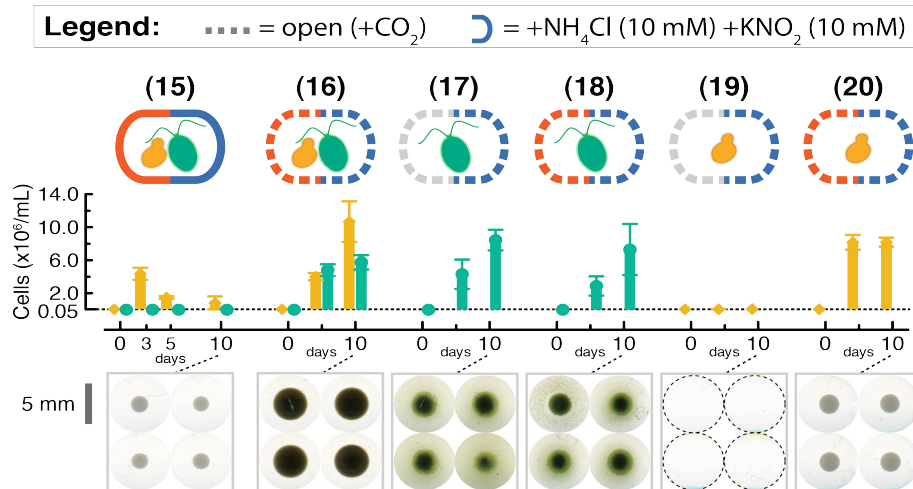 Legend: = open (+CO₂) = +NH₄Cl (10 mM) +KNO₂ (10 mM)
(15) (16) (17) (18) (19) (20)
Cells (x10⁶/mL)
14.0
10.0
6.0
2.0
0.05
0 3 5 10 0 10 0 10 0 10 0 10 0 10
days days days days days days
5 mm